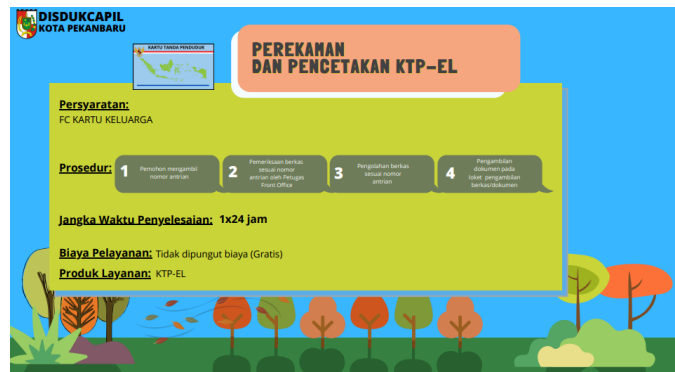 DISDUKCAPIL
KOTA PEKANBARU
KARTU TANDA PENDUDUK
PEREKAMAN
DAN PENCETAKAN KTP-EL
Persyaratan:
FC KARTU KELUARGA
Prosedur:
1
Pemohon mengambil
nomor antrian
2
Pemeriksaan berkas
sesuai nomor
antrian oleh Petugas
Front Office
3
Pengolahan berkas
sesuai nomor
antrian
4
Pengambilan
dokumen pada
loket pengambilan
berkas/dokumen
Jangka Waktu Penyelesaian: 1x24 jam
Biaya Pelayanan: Tidak dipungut biaya (Gratis)
Produk Layanan: KTP-EL